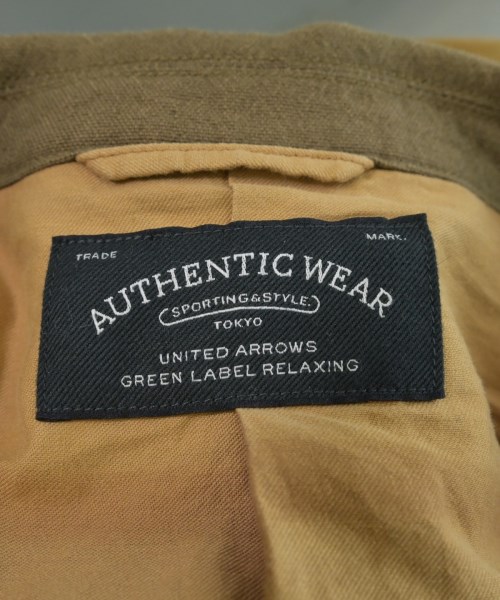 TRADE MARK.
AUTHENTIC WEAR
SPORTING&STYLE.
TOKYO
UNITED ARROWS
GREEN LABEL RELAXING